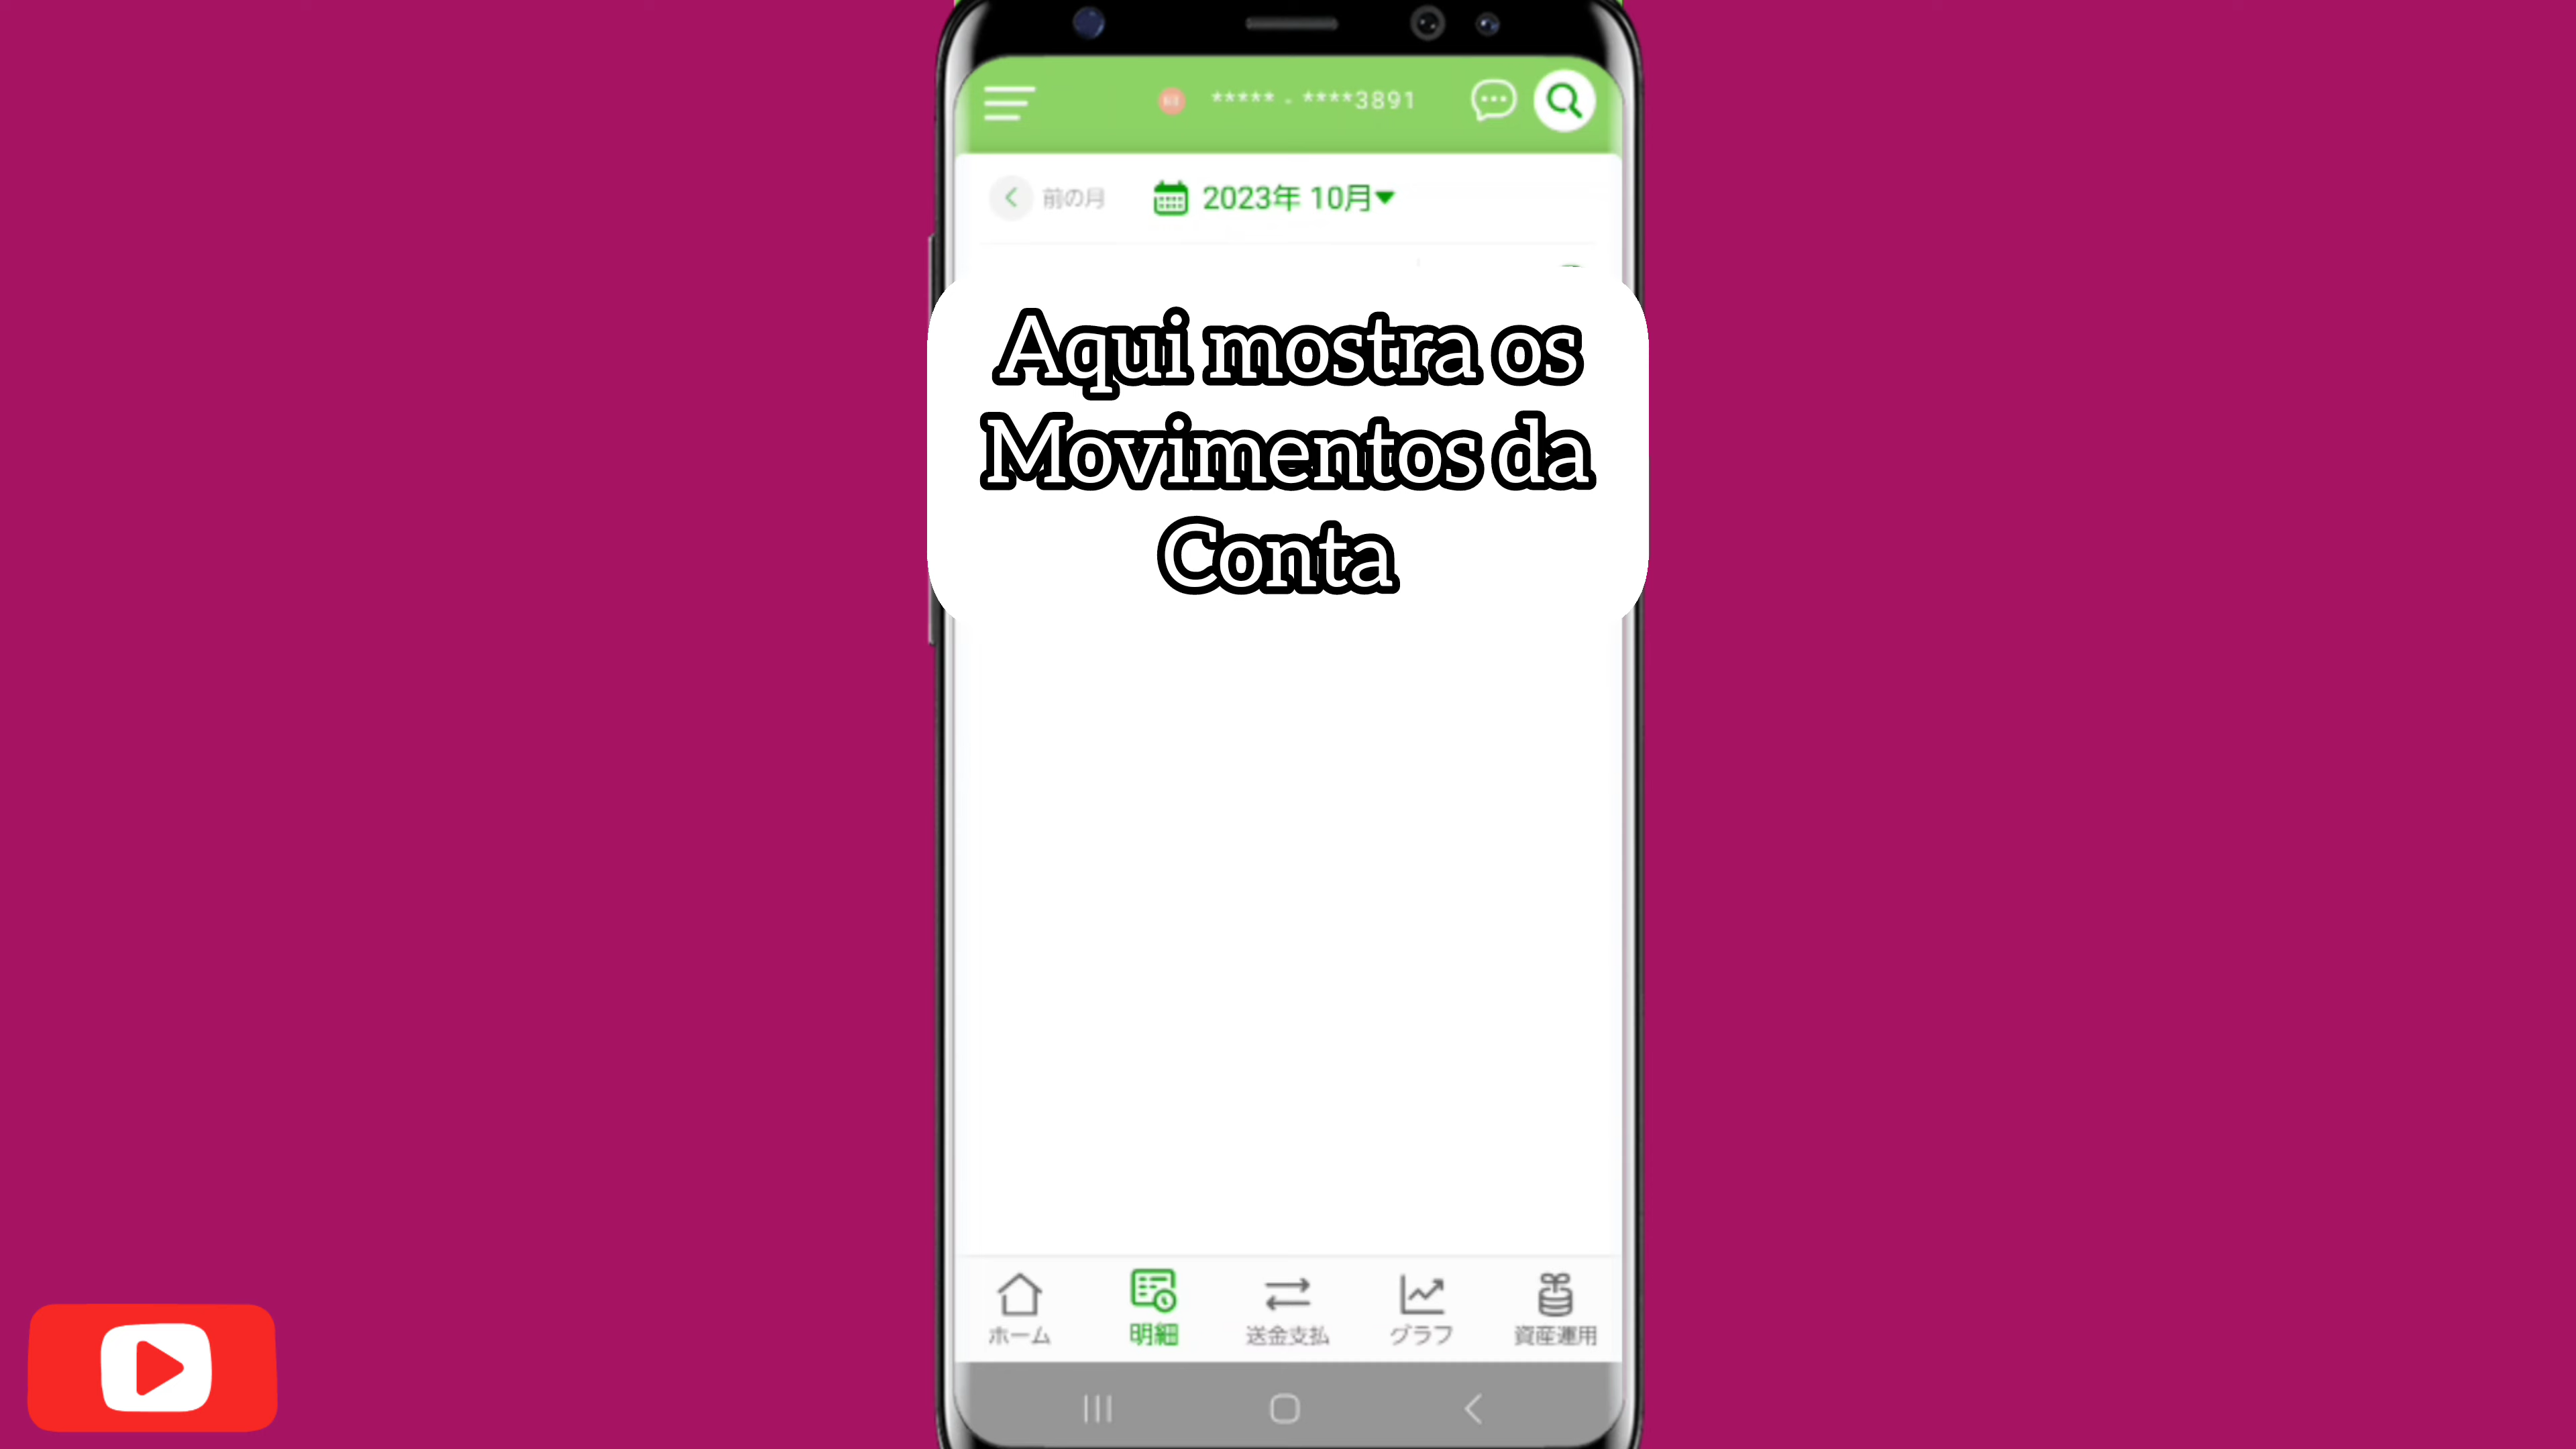 ***** - ****3891
前の月 2023年 10月
Aqui mostra os
Movimentos da
Conta
ホーム 明細 送金支払 グラフ 資産運用